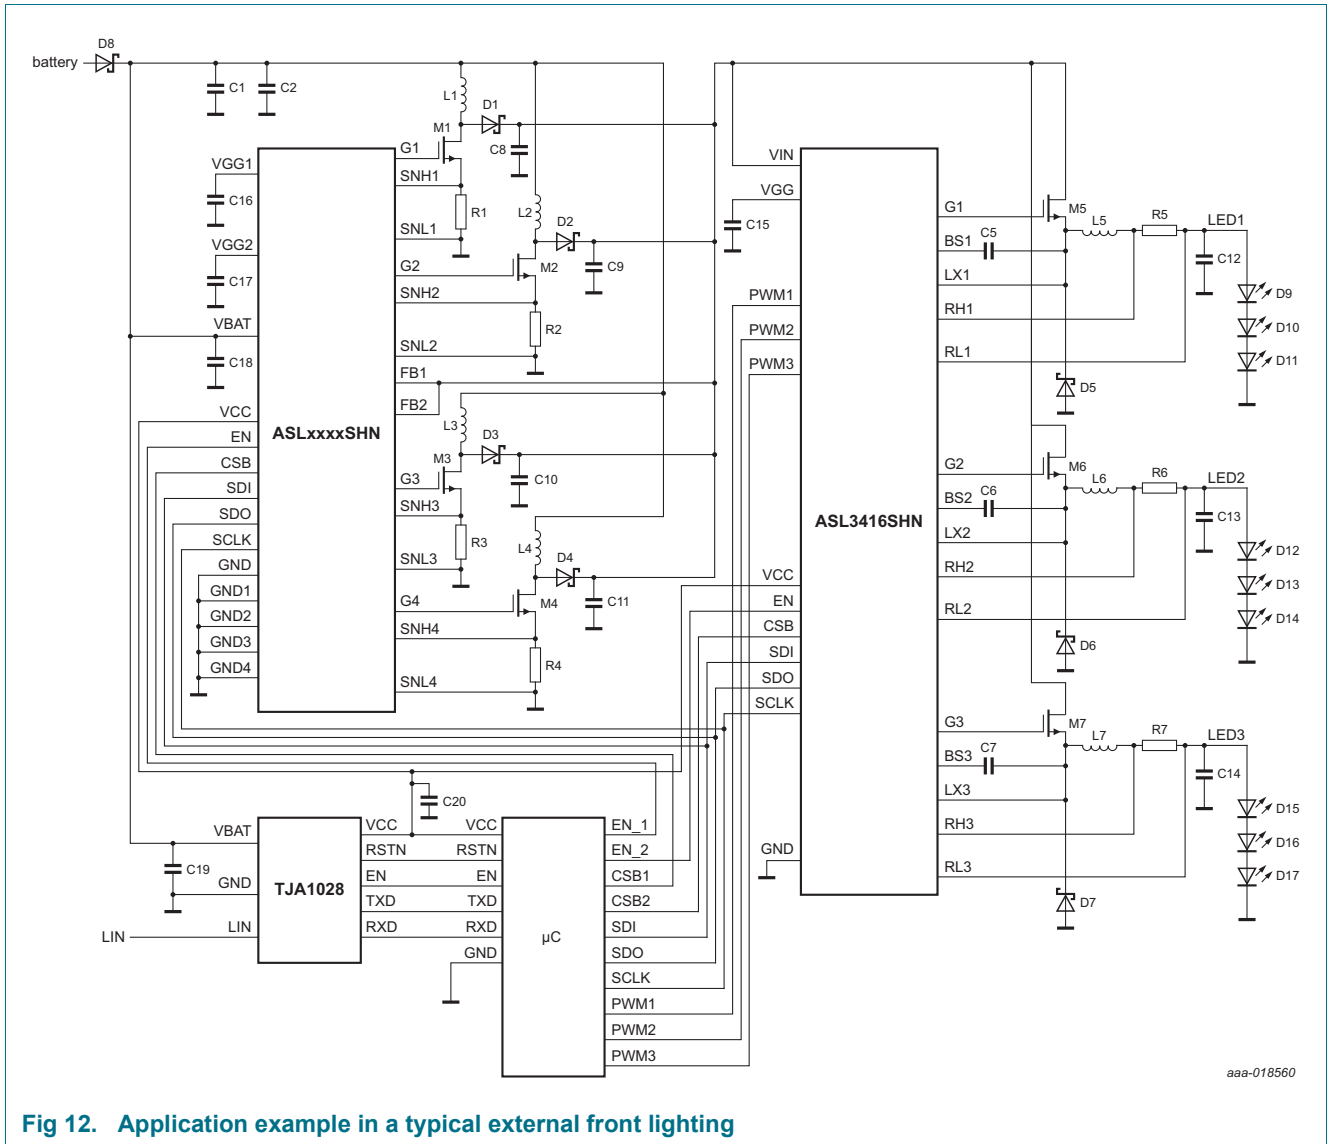 D8
battery
C1
C2
L1
D1
M1
C8
G1
SNH1
R1
SNL1
L2
D2
G2
M2
C9
SNH2
R2
SNL2
FB1
FB2
VGG1
C16
VGG2
C17
VBAT
C18
VCC
EN
CSB
SDI
SDO
SCLK
GND
GND1
GND2
GND3
GND4
ASLxxxxSHN
L3
D3
M3
G3
C10
SNH3
R3
SNL3
L4
D4
G4
M4
C11
SNH4
R4
SNL4
VIN
VGG
C15
PWM1
PWM2
PWM3
VCC
EN
CSB
SDI
SDO
SCLK
GND
ASL3416SHN
G1
M5
L5
R5
LED1
BS1
C5
C12
LX1
RH1
RL1
D9
D10
D11
D5
G2
M6
L6
R6
LED2
BS2
C6
C13
LX2
RH2
RL2
D12
D13
D14
D6
G3
M7
L7
R7
LED3
BS3
C7
C14
LX3
RH3
RL3
D15
D16
D17
D7
C20
VBAT
C19
GND
LIN
LIN
TJA1028
VCC
RSTN
EN
TXD
RXD
VCC
RSTN
EN
TXD
RXD
GND
µC
EN_1
EN_2
CSB1
CSB2
SDI
SDO
SCLK
PWM1
PWM2
PWM3
aaa-018560
Fig 12. Application example in a typical external front lighting